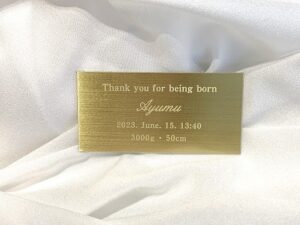 Thank you for being born
Ayumu
2023. June. 15. 13:40
3000g・50cm